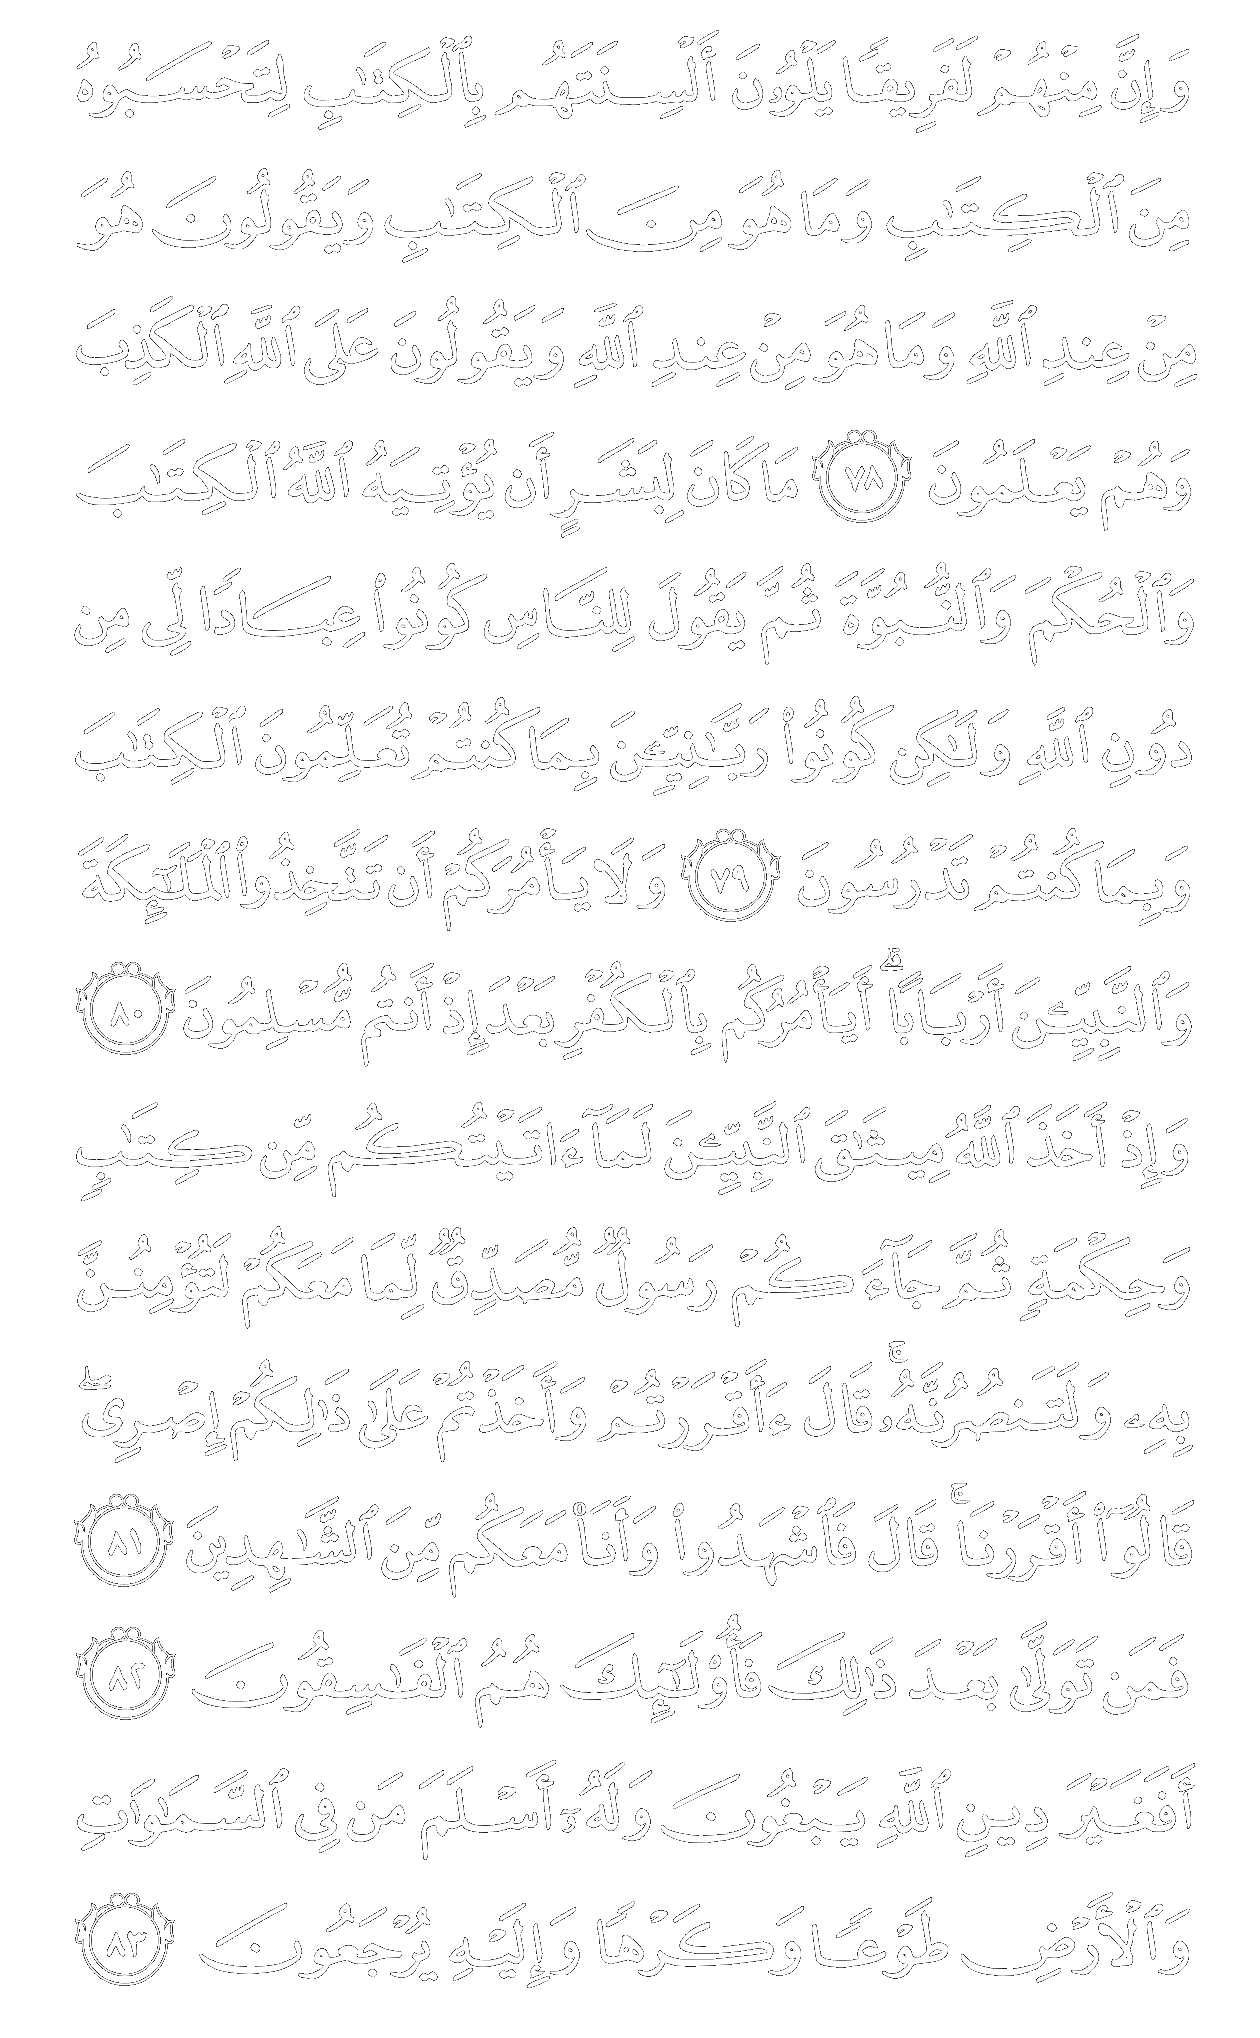 وَإِنَّ مِنْهُمْ لَفَرِيقًا يَلْوُۥنَ أَلْسِنَتَهُم بِٱلْكِتَٰبِ لِتَحْسَبُوهُ
مِنَ ٱلْكِتَٰبِ وَمَا هُوَ مِنَ ٱلْكِتَٰبِ وَيَقُولُونَ هُوَ
مِنْ عِندِ ٱللَّهِ وَمَا هُوَ مِنْ عِندِ ٱللَّهِ وَيَقُولُونَ عَلَى ٱللَّهِ ٱلْكَذِبَ
وَهُمْ يَعْلَمُونَ ٧٨ مَا كَانَ لِبَشَرٍ أَن يُؤْتِيَهُ ٱللَّهُ ٱلْكِتَٰبَ
وَٱلْحُكْمَ وَٱلنُّبُوَّةَ ثُمَّ يَقُولَ لِلنَّاسِ كُونُوا۟ عِبَادًا لِّى مِن
دُونِ ٱللَّهِ وَلَٰكِن كُونُوا۟ رَبَّٰنِيِّۦنَ بِمَا كُنتُمْ تُعَلِّمُونَ ٱلْكِتَٰبَ
وَبِمَا كُنتُمْ تَدْرُسُونَ ٧٩ وَلَا يَأْمُرَكُمْ أَن تَتَّخِذُوا۟ ٱلْمَلَٰٓئِكَةَ
وَٱلنَّبِيِّۦنَ أَرْبَابًا ۗ أَيَأْمُرُكُم بِٱلْكُفْرِ بَعْدَ إِذْ أَنتُم مُّسْلِمُونَ ٨٠
وَإِذْ أَخَذَ ٱللَّهُ مِيثَٰقَ ٱلنَّبِيِّۦنَ لَمَآ ءَاتَيْتُكُم مِّن كِتَٰبٍ
وَحِكْمَةٍ ثُمَّ جَآءَكُمْ رَسُولٌ مُّصَدِّقٌ لِّمَا مَعَكُمْ لَتُؤْمِنُنَّ
بِهِۦ وَلَتَنصُرُنَّهُۥ ۚ قَالَ ءَأَقْرَرْتُمْ وَأَخَذْتُمْ عَلَىٰ ذَٰلِكُمْ إِصْرِى ۖ
قَالُوٓا۟ أَقْرَرْنَا ۚ قَالَ فَٱشْهَدُوا۟ وَأَنَا۠ مَعَكُم مِّنَ ٱلشَّٰهِدِينَ ٨١
فَمَن تَوَلَّىٰ بَعْدَ ذَٰلِكَ فَأُو۟لَٰٓئِكَ هُمُ ٱلْفَٰسِقُونَ ٨٢
أَفَغَيْرَ دِينِ ٱللَّهِ يَبْغُونَ وَلَهُۥٓ أَسْلَمَ مَن فِى ٱلسَّمَٰوَٰتِ
وَٱلْأَرْضِ طَوْعًا وَكَرْهًا وَإِلَيْهِ يُرْجَعُونَ ٨٣